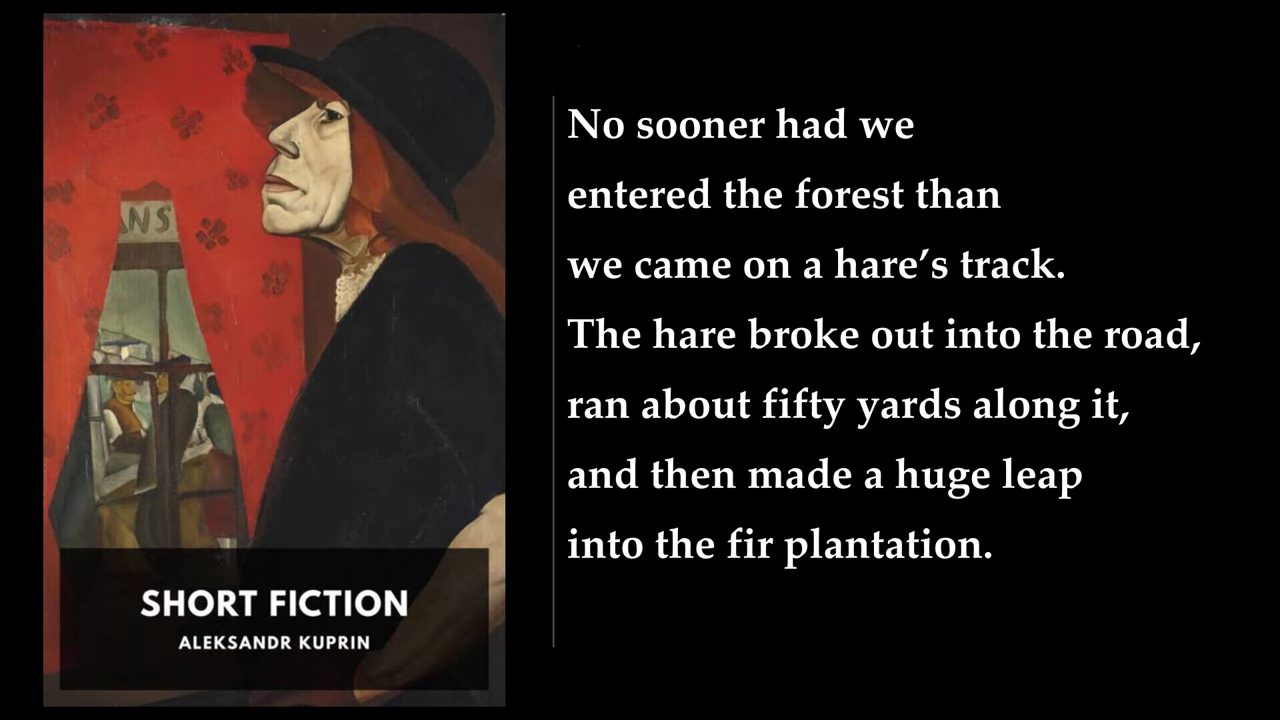 ANS
SHORT FICTION
ALEKSANDR KUPRIN
No sooner had we
entered the forest than
we came on a hare’s track.
The hare broke out into the road,
ran about fifty yards along it,
and then made a huge leap
into the fir plantation.